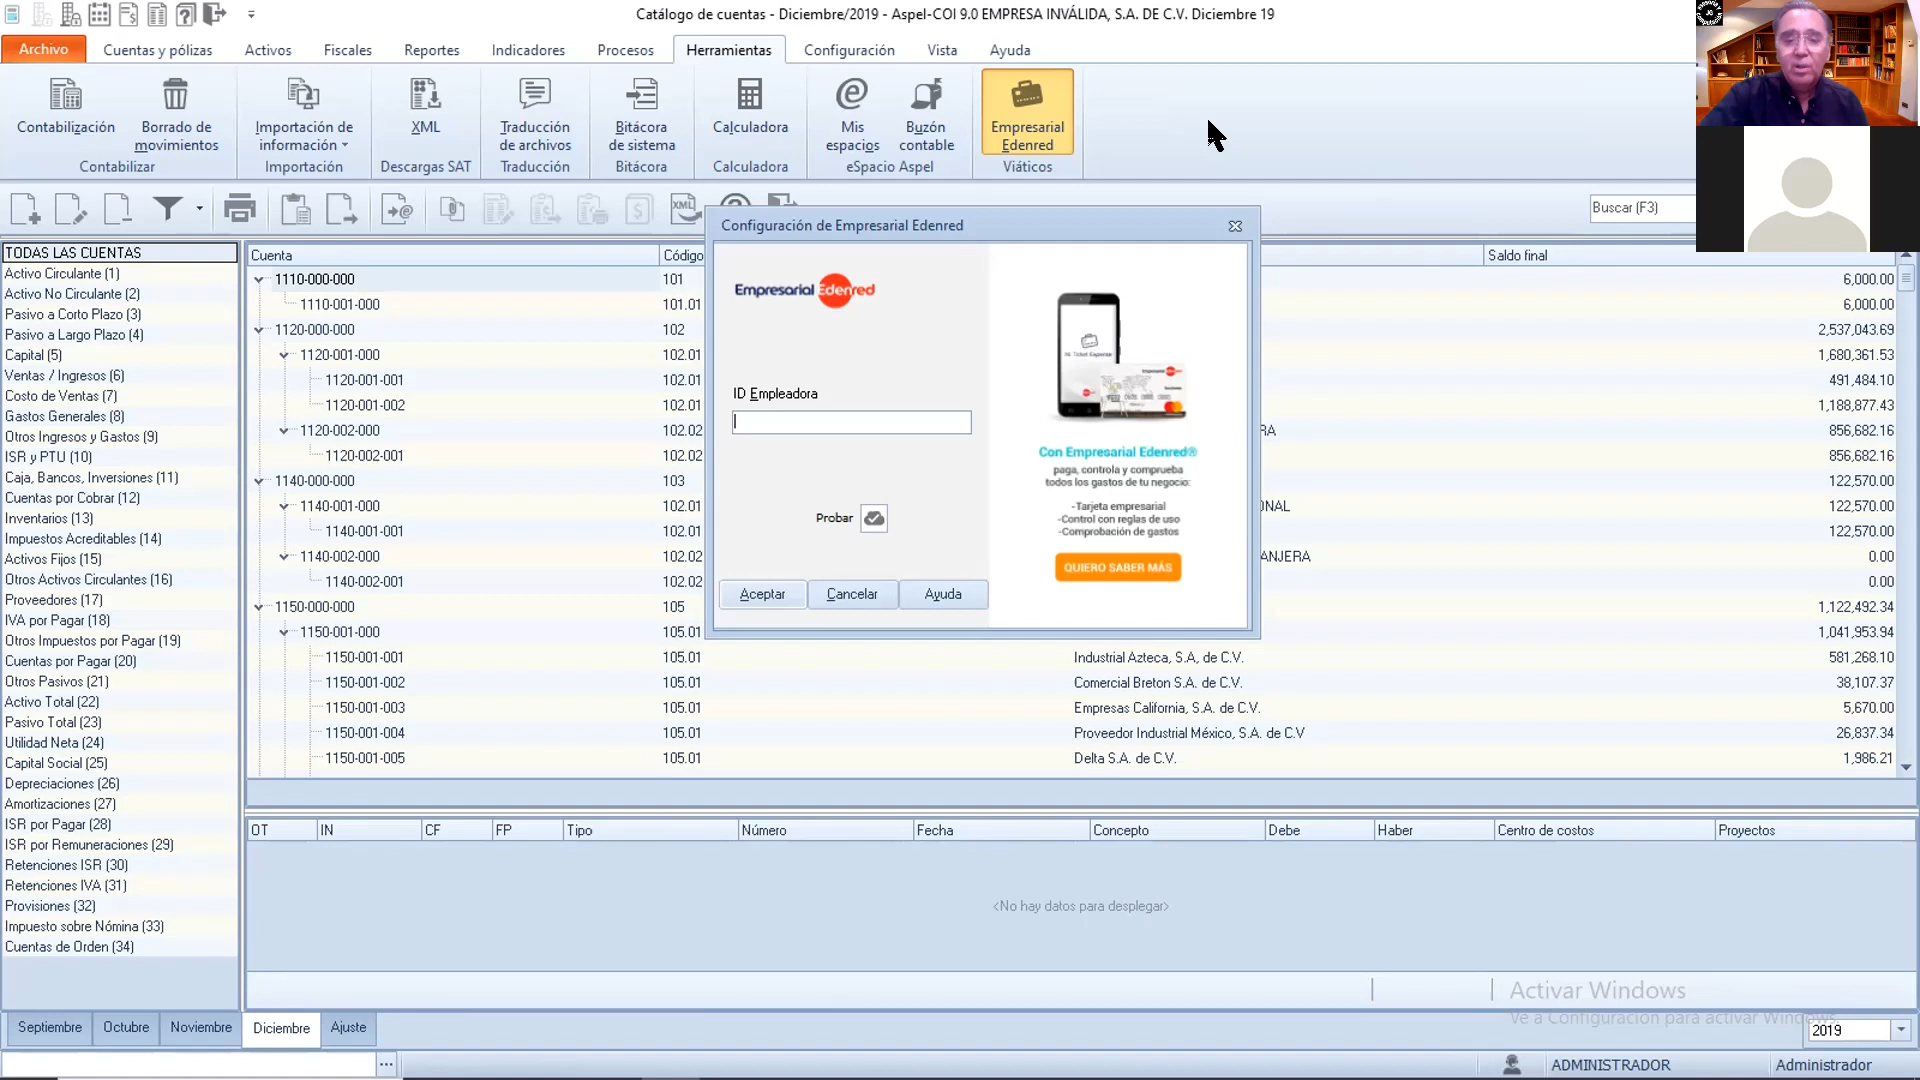 Catálogo de cuentas - Diciembre/2019 - Aspel-COI 9.0 EMPRESA INVÁLIDA, S.A. DE C.V. Diciembre 19
Archivo
Cuentas y pólizas
Activos
Fiscales
Reportes
Indicadores
Procesos
Herramientas
Configuración
Vista
Ayuda
Contabilización
Borrado de
movimientos
Contabilizar
Importación de
información
Importación
XML
Descargas SAT
Traducción
de archivos
Traducción
Bitácora
de sistema
Bitácora
Calculadora
Calculadora
Mis
espacios
Buzón
contable
eSpacio Aspel
Empresarial
Edenred
Viáticos
XML
Buscar (F3)
TODAS LAS CUENTAS
Activo Circulante (1)
Activo No Circulante (2)
Pasivo a Corto Plazo (3)
Pasivo a Largo Plazo (4)
Capital (5)
Ventas / Ingresos (6)
Costo de Ventas (7)
Gastos Generales (8)
Otros Ingresos y Gastos (9)
ISR y PTU (10)
Caja, Bancos, Inversiones (11)
Cuentas por Cobrar (12)
Inventarios (13)
Impuestos Acreditables (14)
Activos Fijos (15)
Otros Activos Circulantes (16)
Proveedores (17)
IVA por Pagar (18)
Otros Impuestos por Pagar (19)
Cuentas por Pagar (20)
Otros Pasivos (21)
Activo Total (22)
Pasivo Total (23)
Utilidad Neta (24)
Capital Social (25)
Depreciaciones (26)
Amortizaciones (27)
ISR por Pagar (28)
ISR por Remuneraciones (29)
Retenciones ISR (30)
Retenciones IVA (31)
Provisiones (32)
Impuesto sobre Nómina (33)
Cuentas de Orden (34)
Cuenta Código Saldo final
1110-000-000 101 6,000.00
1110-001-000 101.01 6,000.00
1120-000-000 102 2,537,043.69
1120-001-000 102.01 1,680,361.53
1120-001-001 102.01 491,484.10
1120-001-002 102.01 1,188,877.43
1120-002-000 102.02 RA 856,682.16
1120-002-001 102.02 856,682.16
1140-000-000 103 122,570.00
1140-001-000 102.01 ONAL 122,570.00
1140-001-001 102.01 122,570.00
1140-002-000 102.02 ANJERA 0.00
1140-002-001 102.02 0.00
1150-000-000 105 1,122,492.34
1150-001-000 105.01 1,041,953.94
1150-001-001 105.01 Industrial Azteca, S.A, de C.V. 581,268.10
1150-001-002 105.01 Comercial Breton S.A. de C.V. 38,107.37
1150-001-003 105.01 Empresas California, S.A. de C.V. 5,670.00
1150-001-004 105.01 Proveedor Industrial México, S.A. de C.V 26,837.34
1150-001-005 105.01 Delta S.A. de C.V. 1,986.21
Configuración de Empresarial Edenred
Empresarial Edenred
ID Empleadora
Probar
Aceptar
Cancelar
Ayuda
Mi Ticket Express
Con Empresarial Edenred®
paga, controla y comprueba
todos los gastos de tu negocio:
-Tarjeta empresarial
-Control con reglas de uso
-Comprobación de gastos
QUIERO SABER MÁS
OT IN CF FP Tipo Número Fecha Concepto Debe Haber Centro de costos Proyectos
<No hay datos para desplegar>
Activar Windows
Ve a Configuración para activar Windows.
Septiembre
Octubre
Noviembre
Diciembre
Ajuste
2019
ADMINISTRADOR
Administrador